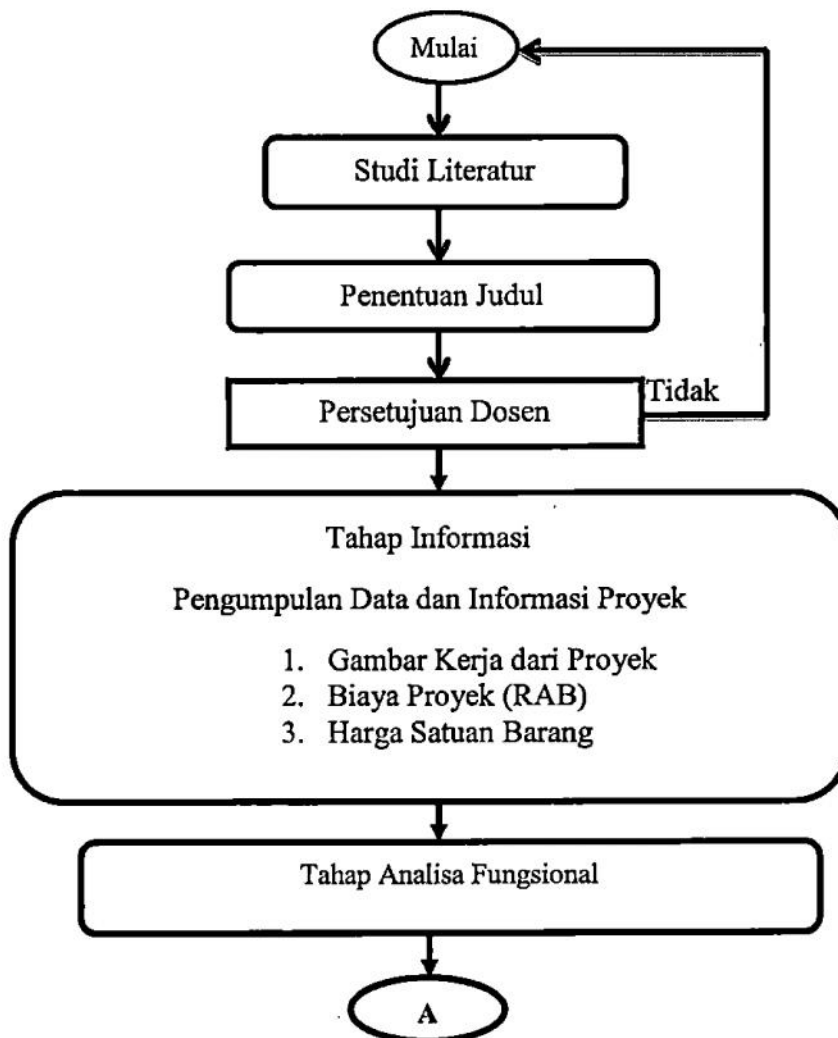 Mulai
Studi Literatur
Penentuan Judul
Persetujuan Dosen
Tidak
Tahap Informasi
Pengumpulan Data dan Informasi Proyek
1. Gambar Kerja dari Proyek
2. Biaya Proyek (RAB)
3. Harga Satuan Barang
Tahap Analisa Fungsional
A